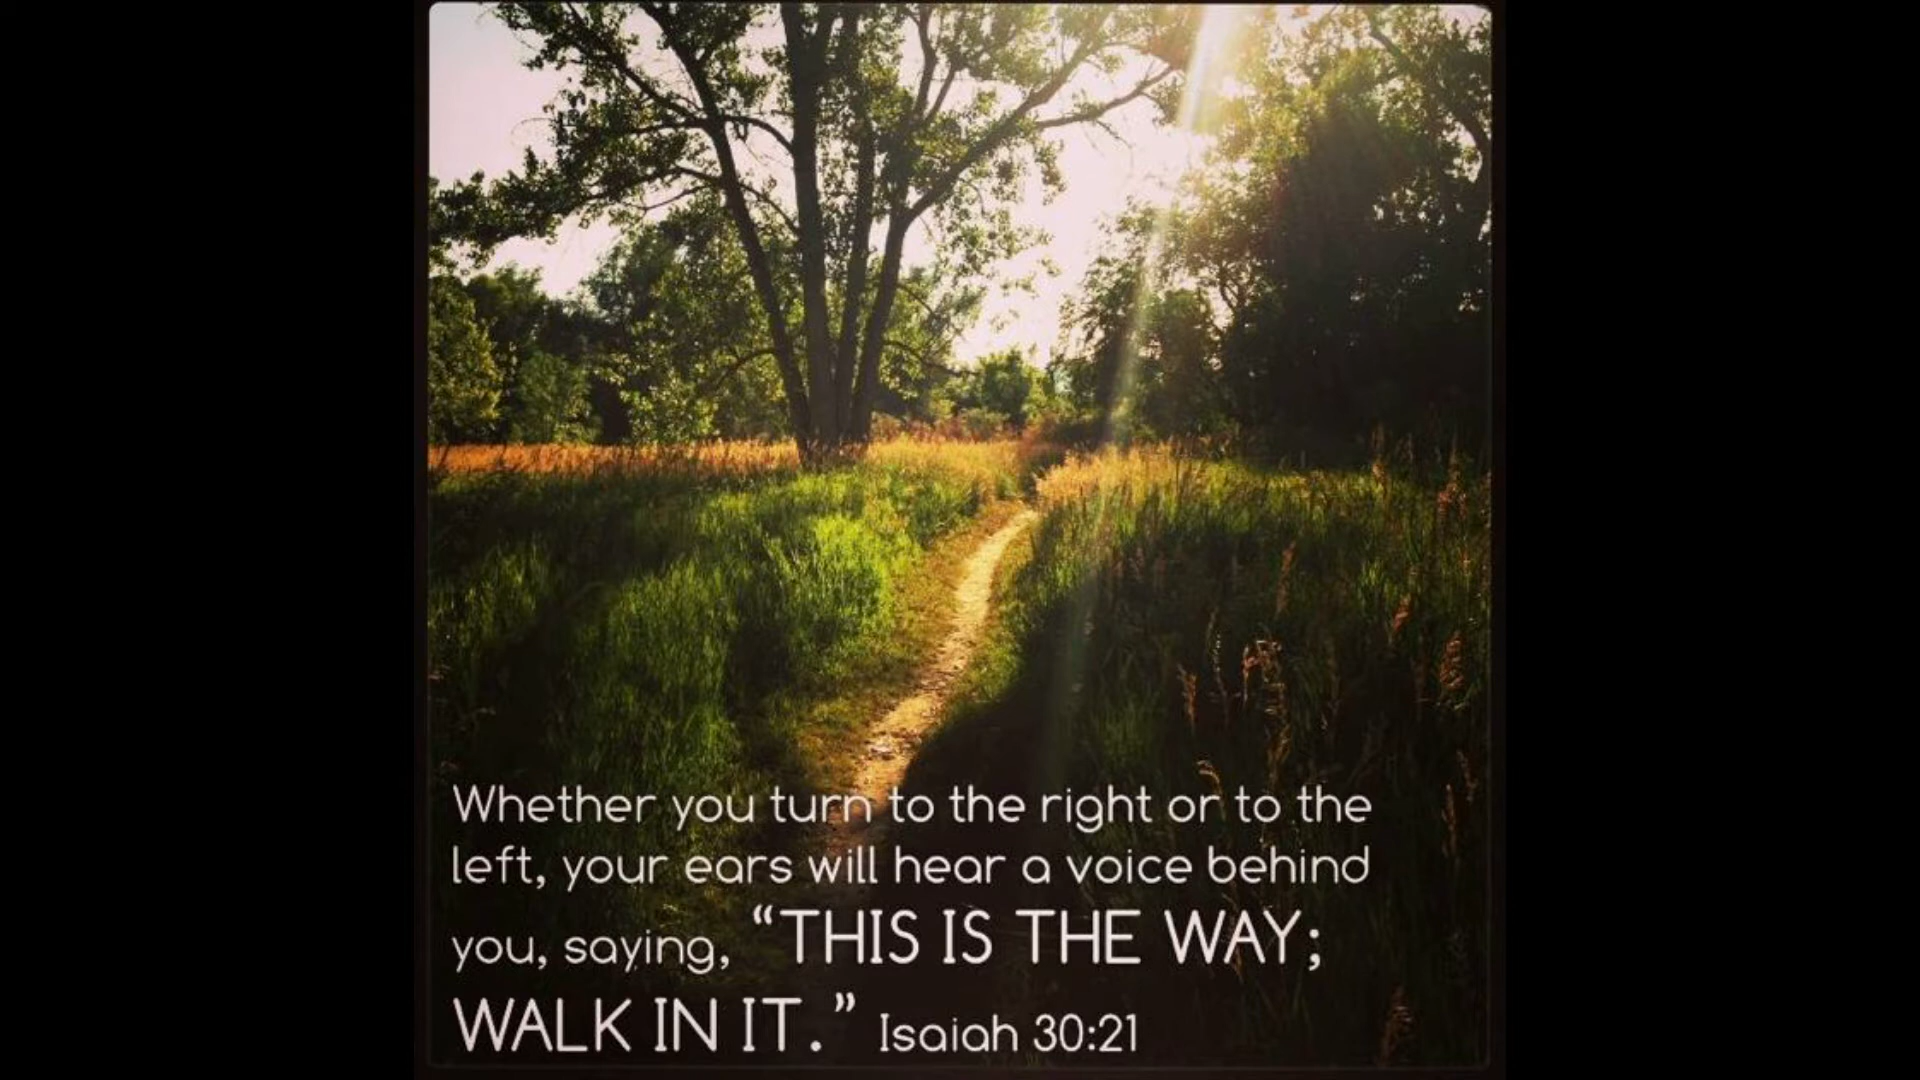 Whether you turn to the right or to the
left, your ears will hear a voice behind
you, saying, “THIS IS THE WAY;
WALK IN IT.” Isaiah 30:21